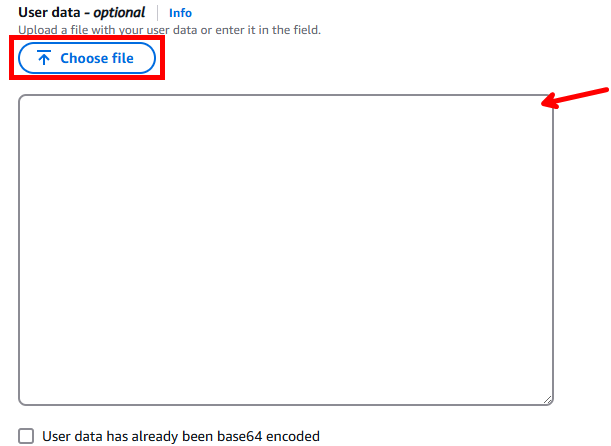 User data - optional Info
Upload a file with your user data or enter it in the field.
Choose file
User data has already been base64 encoded